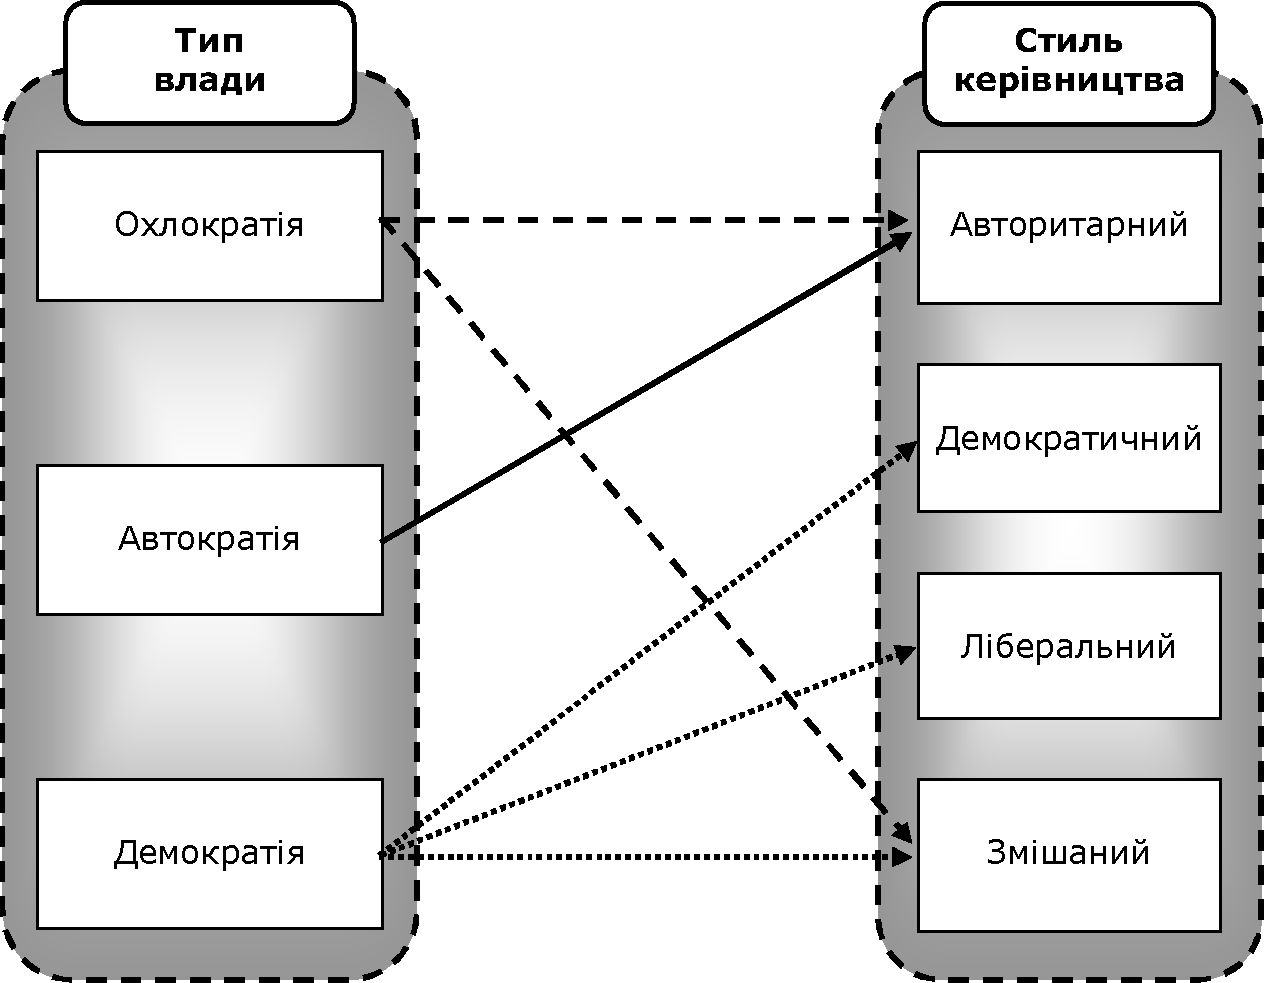 Тип
влади
Охлократія
Автократія
Демократія
Стиль
керівництва
Авторитарний
Демократичний
Ліберальний
Змішаний